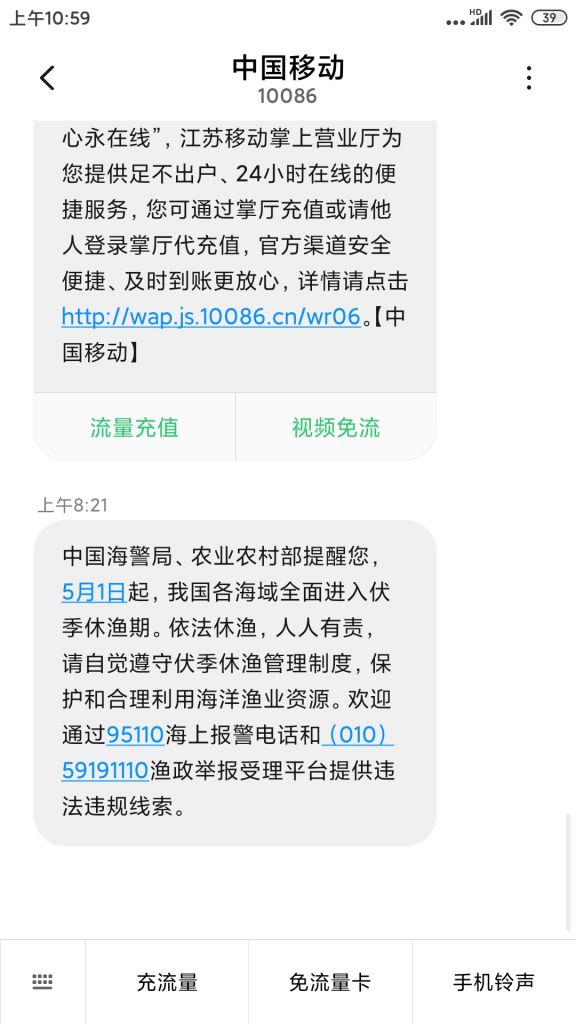 上午10:59
HD
39
中国移动
10086
心永在线”，江苏移动掌上营业厅为
您提供足不出户、24小时在线的便
捷服务，您可通过掌厅充值或请他
人登录掌厅代充值，官方渠道安全
便捷、及时到账更放心，详情请点击
http://wap.js.10086.cn/wr06。【中
国移动】
流量充值
视频免流
上午8:21
中国海警局、农业农村部提醒您，
5月1日起，我国各海域全面进入伏
季休渔期。依法休渔，人人有责，
请自觉遵守伏季休渔管理制度，保
护和合理利用海洋渔业资源。欢迎
通过95110海上报警电话和（010）
59191110渔政举报受理平台提供违
法违规线索。
充流量
免流量卡
手机铃声